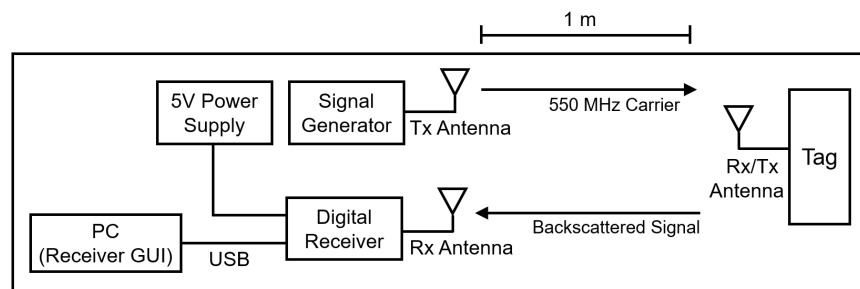 1 m
5V Power
Supply
Signal
Generator
Tx Antenna
550 MHz Carrier
Rx/Tx
Antenna
Tag
PC
(Receiver GUI)
USB
Digital
Receiver
Rx Antenna
Backscattered Signal